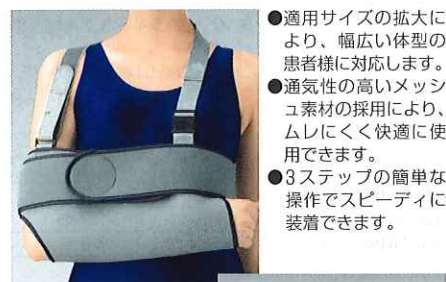 ●適用サイズの拡大に
より、幅広い体型の
患者様に対応します。
●通気性の高いメッシ
ュ素材の採用により、
ムレにくく快適に使
用できます。
●3ステップの簡単な
操作でスピーディに
装着できます。